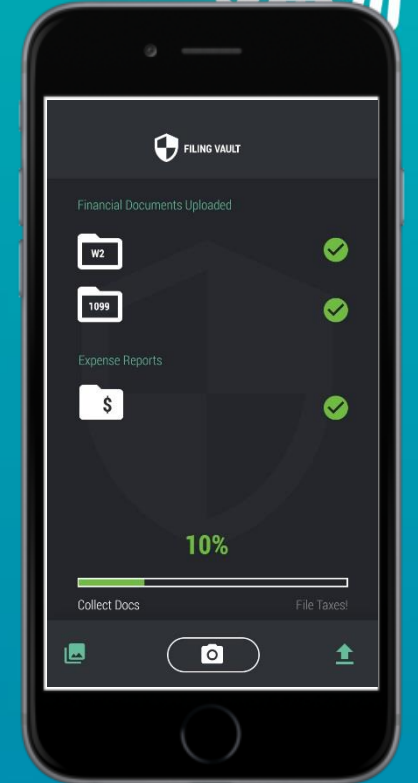 FILING VAULT
Financial Documents Uploaded
W2
1099
Expense Reports
$
10%
Collect Docs
File Taxes!